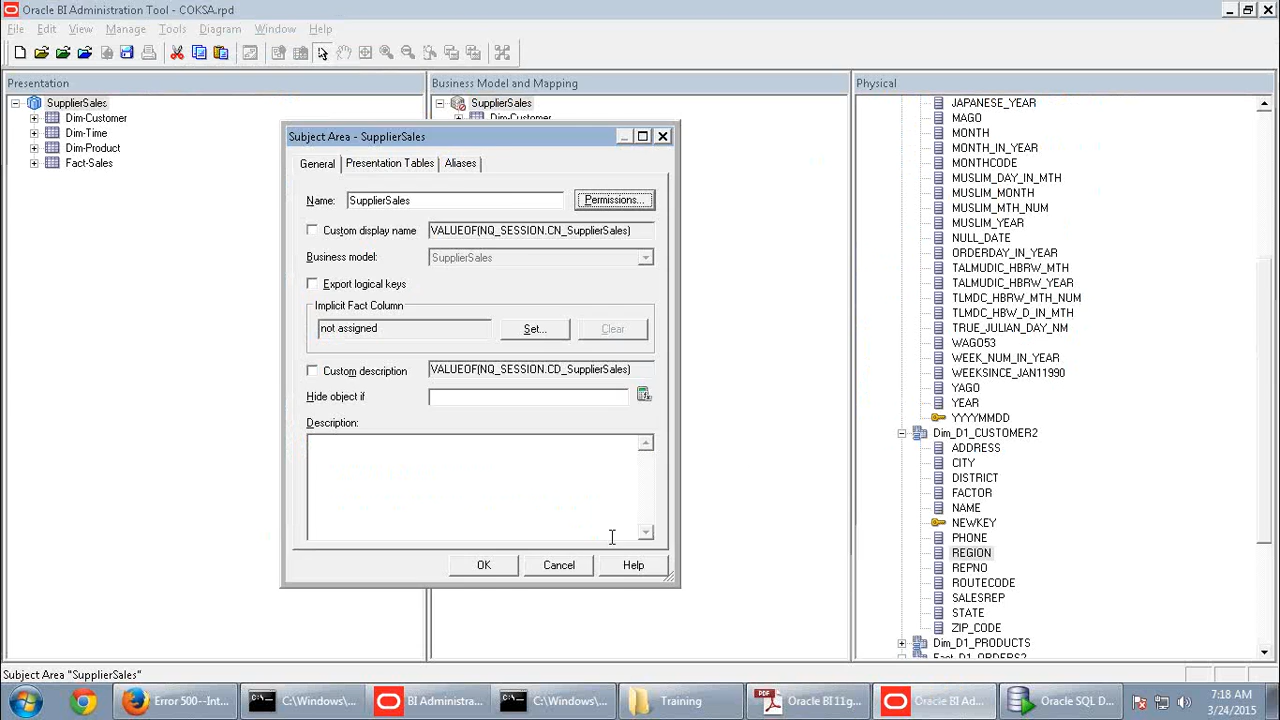 Oracle BI Administration Tool - COKSA.rpd
File Edit View Manage Tools Diagram Window Help
Presentation
SupplierSales
Dim-Customer
Dim-Time
Dim-Product
Fact-Sales
Business Model and Mapping
SupplierSales
Dim-Customer
Subject Area - SupplierSales
General Presentation Tables Aliases
Name: SupplierSales Permissions...
Custom display name VALUEOF(NQ_SESSION.CN_SupplierSales)
Business model: SupplierSales
Export logical keys
Implicit Fact Column
not assigned Set... Clear
Custom description VALUEOF(NQ_SESSION.CD_SupplierSales)
Hide object if
Description:
OK Cancel Help
Physical
JAPANESE_YEAR
MAGO
MONTH
MONTH_IN_YEAR
MONTHCODE
MUSLIM_DAY_IN_MTH
MUSLIM_MONTH
MUSLIM_MTH_NUM
MUSLIM_YEAR
NULL_DATE
ORDERDAY_IN_YEAR
TALMUDIC_HBRW_MTH
TALMUDIC_HBRW_YEAR
TLMDC_HBRW_MTH_NUM
TLMDC_HBW_D_IN_MTH
TRUE_JULIAN_DAY_NM
WAGO53
WEEK_NUM_IN_YEAR
WEEKSINCE_JAN11990
YAGO
YEAR
YYYYMMDD
Dim_D1_CUSTOMER2
ADDRESS
CITY
DISTRICT
FACTOR
NAME
NEWKEY
PHONE
REGION
REPNO
ROUTECODE
SALESREP
STATE
ZIP_CODE
Dim_D1_PRODUCTS
Fact_D1_ORDERS2
Subject Area "SupplierSales"
Error 500--Int... C:\Windows\... BI Administra... C:\Windows\... Training Oracle BI 11g... Oracle BI Ad... Oracle SQL D...
7:18 AM
3/24/2015